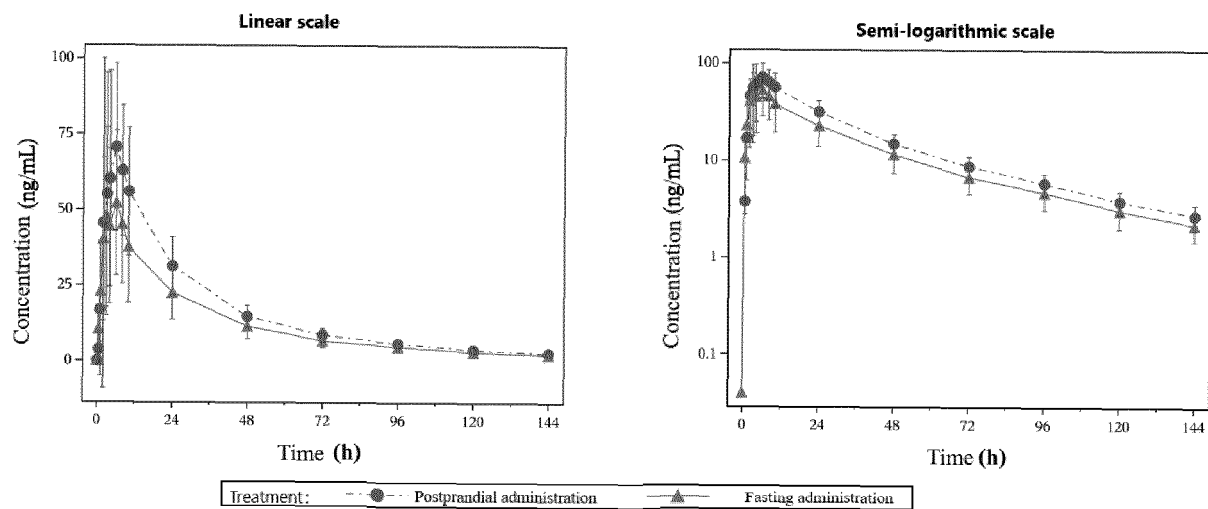 Linear scale
100
75
50
25
0
Concentration (ng/mL)
0 24 48 72 96 120 144
Time (h)
Semi-logarithmic scale
100
10
1
0.1
Concentration (ng/mL)
0 24 48 72 96 120 144
Time (h)
Treatment: Postprandial administration Fasting administration